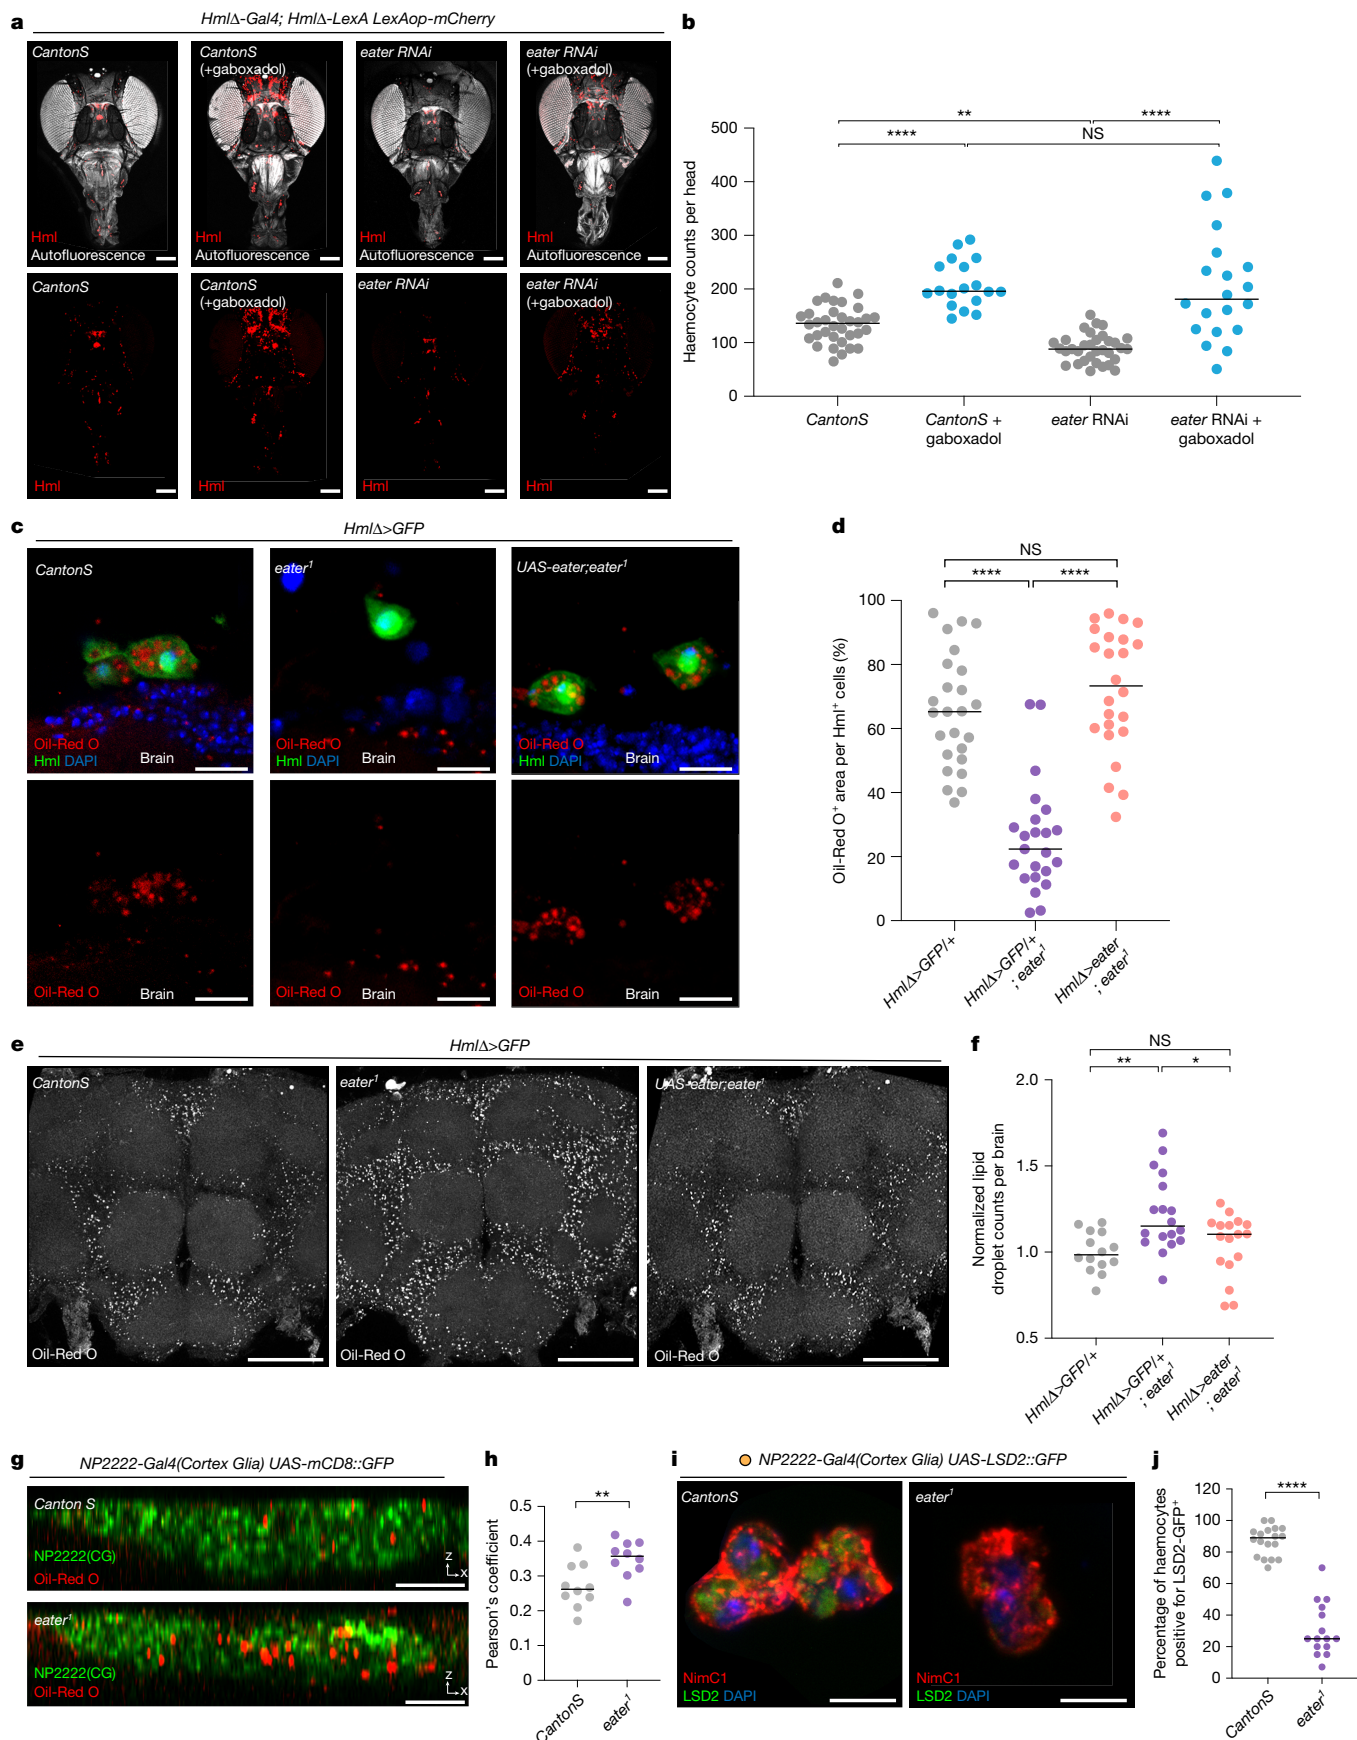 a
HmlΔ-Gal4; HmlΔ-LexA LexAop-mCherry
CantonS
CantonS
(+gaboxadol)
eater RNAi
eater RNAi
(+gaboxadol)
Hml
Autofluorescence
Hml
Autofluorescence
Hml
Autofluorescence
Hml
Autofluorescence
CantonS
CantonS
(+gaboxadol)
eater RNAi
eater RNAi
(+gaboxadol)
Hml
Hml
Hml
Hml
b
** ****
**** NS
Haemocyte counts per head
500
400
300
200
100
0
CantonS
CantonS +
gaboxadol
eater RNAi
eater RNAi +
gaboxadol
c
HmlΔ>GFP
CantonS
eater¹
UAS-eater;eater¹
Oil-Red O
Hml DAPI
Brain
Oil-Red O
Hml DAPI
Brain
Oil-Red O
Hml DAPI
Brain
Oil-Red O
Brain
Oil-Red O
Brain
Oil-Red O
Brain
d
NS
**** ****
Oil-Red O⁺ area per Hml⁺ cells (%)
100
80
60
40
20
0
HmlΔ>GFP/+
HmlΔ>GFP/+
; eater¹
HmlΔ>eater
; eater¹
e
HmlΔ>GFP
CantonS
eater¹
UAS-eater;eater¹
Oil-Red O
Oil-Red O
Oil-Red O
f
NS
** *
Normalized lipid
droplet counts per brain
2.0
1.5
1.0
0.5
HmlΔ>GFP/+
HmlΔ>GFP/+
; eater¹
HmlΔ>eater
; eater¹
g
NP2222-Gal4(Cortex Glia) UAS-mCD8::GFP
Canton S
NP2222(CG)
Oil-Red O
z
x
eater¹
NP2222(CG)
Oil-Red O
z
x
h
**
Pearson's coefficient
0.5
0.4
0.3
0.2
0.1
0
CantonS
eater¹
i
NP2222-Gal4(Cortex Glia) UAS-LSD2::GFP
CantonS
eater¹
NimC1
LSD2 DAPI
NimC1
LSD2 DAPI
j
****
Percentage of haemocytes
positive for LSD2-GFP⁺
120
100
80
60
40
20
0
CantonS
eater¹